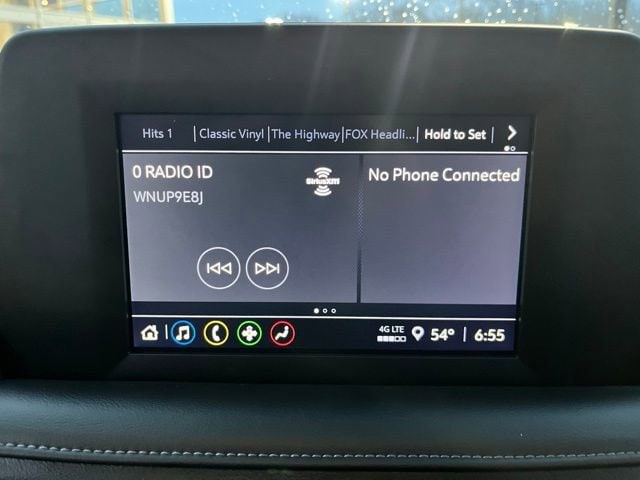 Hits 1 | Classic Vinyl | The Highway | FOX Headli... | Hold to Set |
0 RADIO ID
SiriusXM
No Phone Connected
WNUP9E8J
4G LTE
54° | 6:55